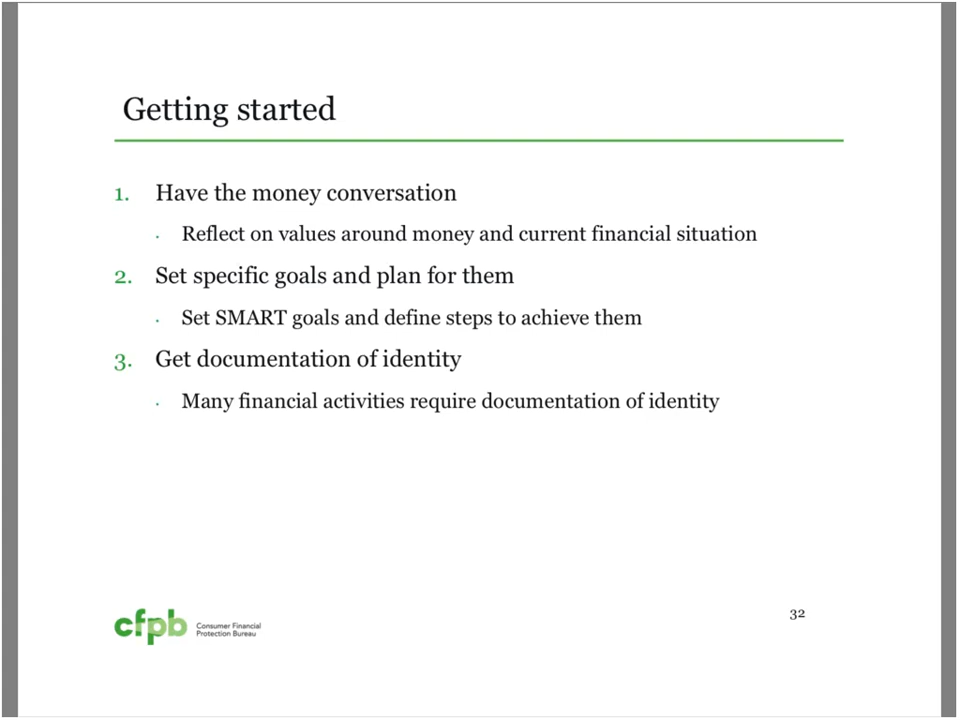 Getting started
1. Have the money conversation
· Reflect on values around money and current financial situation
2. Set specific goals and plan for them
· Set SMART goals and define steps to achieve them
3. Get documentation of identity
· Many financial activities require documentation of identity
32
cfpb
Consumer Financial
Protection Bureau